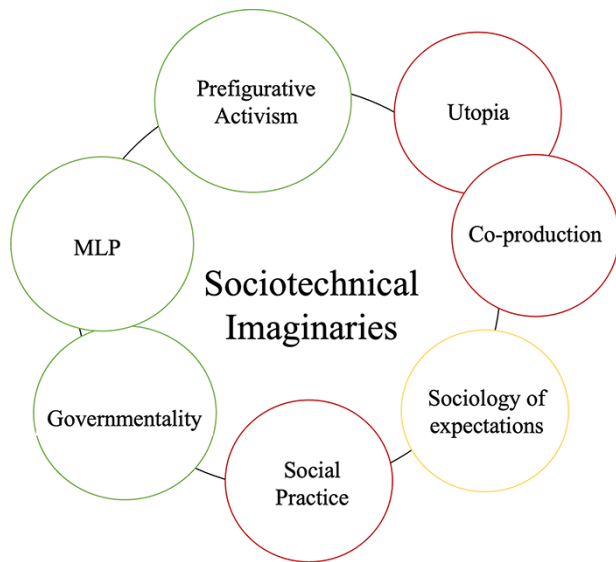 Prefigurative
Activism
Utopia
Co-production
MLP
Sociotechnical
Imaginaries
Governmentality
Sociology of
expectations
Social
Practice